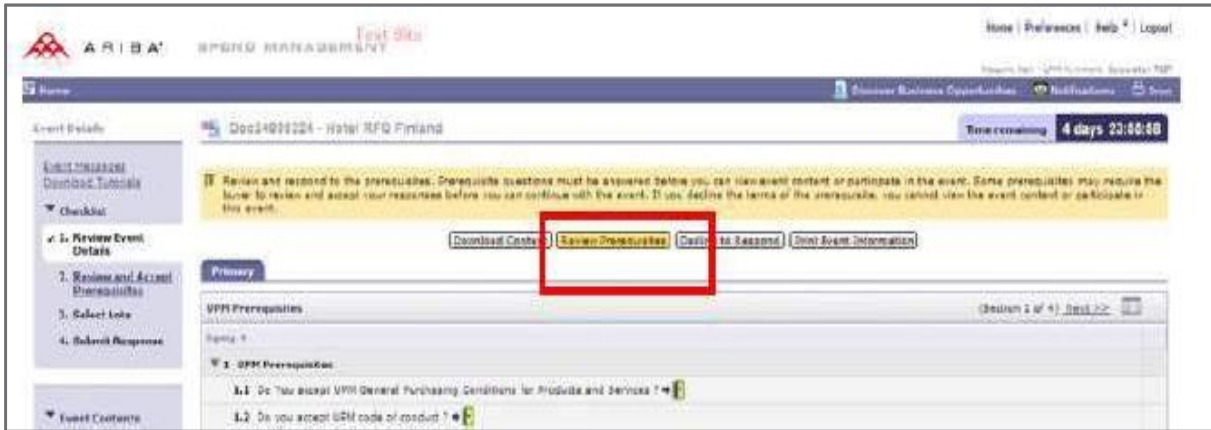 Test Site
Home | Preferences | Help | Logout
ARIBA SPEND MANAGEMENT
Home
Discover Business Opportunities Notifications
Event Details
Doc24898224 - Hotel RFQ Finland
Time remaining 4 days 23:58:58
Event Messages
Download Tutorials
Review and respond to the prerequisites. Prerequisite questions must be answered before you can view event content or participate in the event. Some prerequisites may require the
buyer to review and accept your responses before you can continue with the event. If you decline the terms of the prerequisite, you cannot view the event content or participate in
this event.
Checklist
1. Review Event
Details
Download Content Review Prerequisites Decline to Respond Print Event Information
2. Review and Accept
Prerequisites
Primary
3. Select Lots
UPM Prerequisites
(Section 1 of 4) Next >>
4. Submit Response
1 UPM Prerequisites
1.1 Do You accept UPM General Purchasing Conditions for Products and Services ?
Event Contents
1.2 Do you accept UPM code of conduct ?